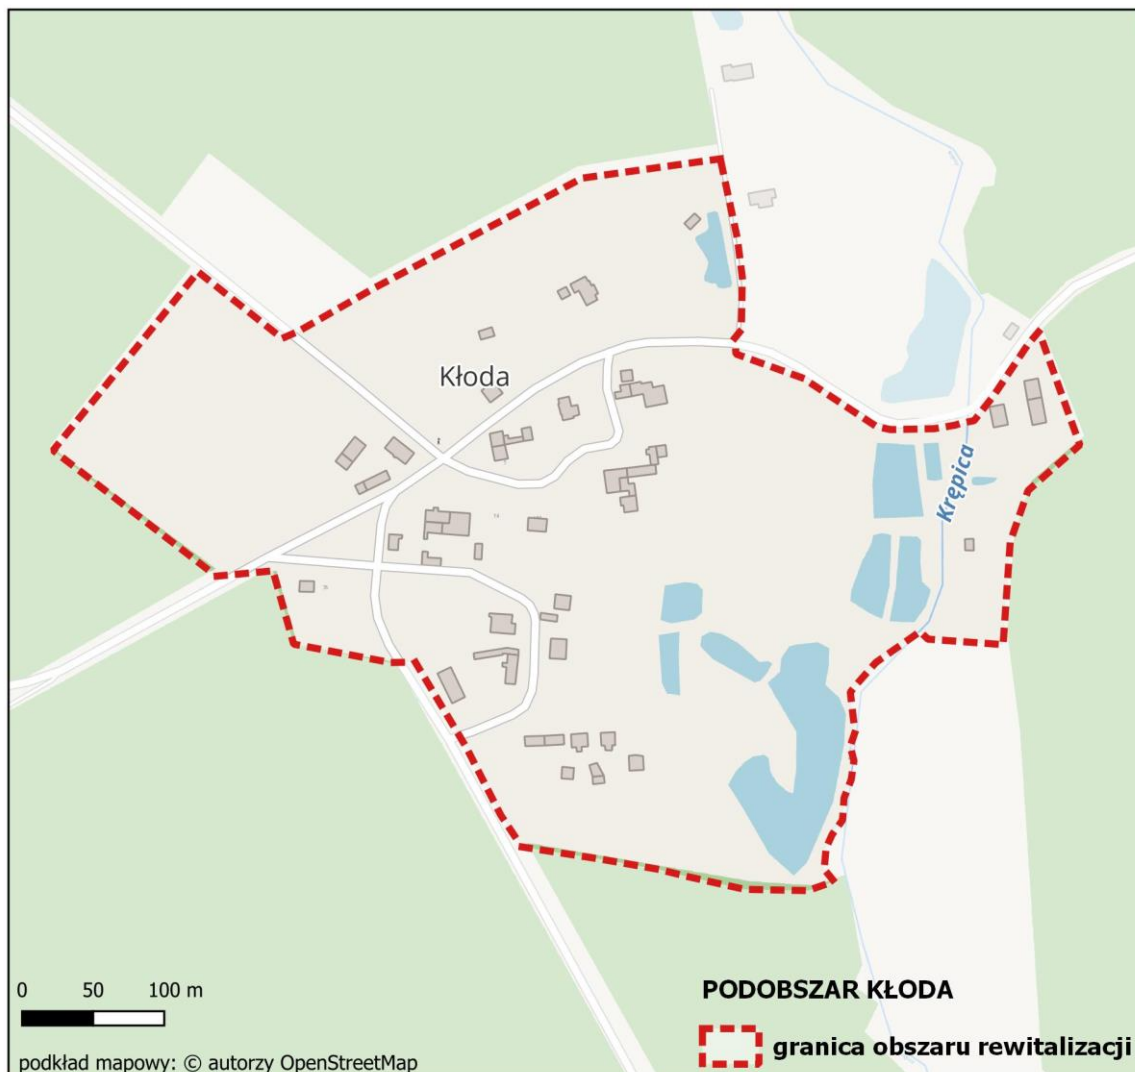 Kłoda
Krępica
0 50 100 m
PODOBSZAR KŁODA
granica obszaru rewitalizacji
podkład mapowy: © autorzy OpenStreetMap